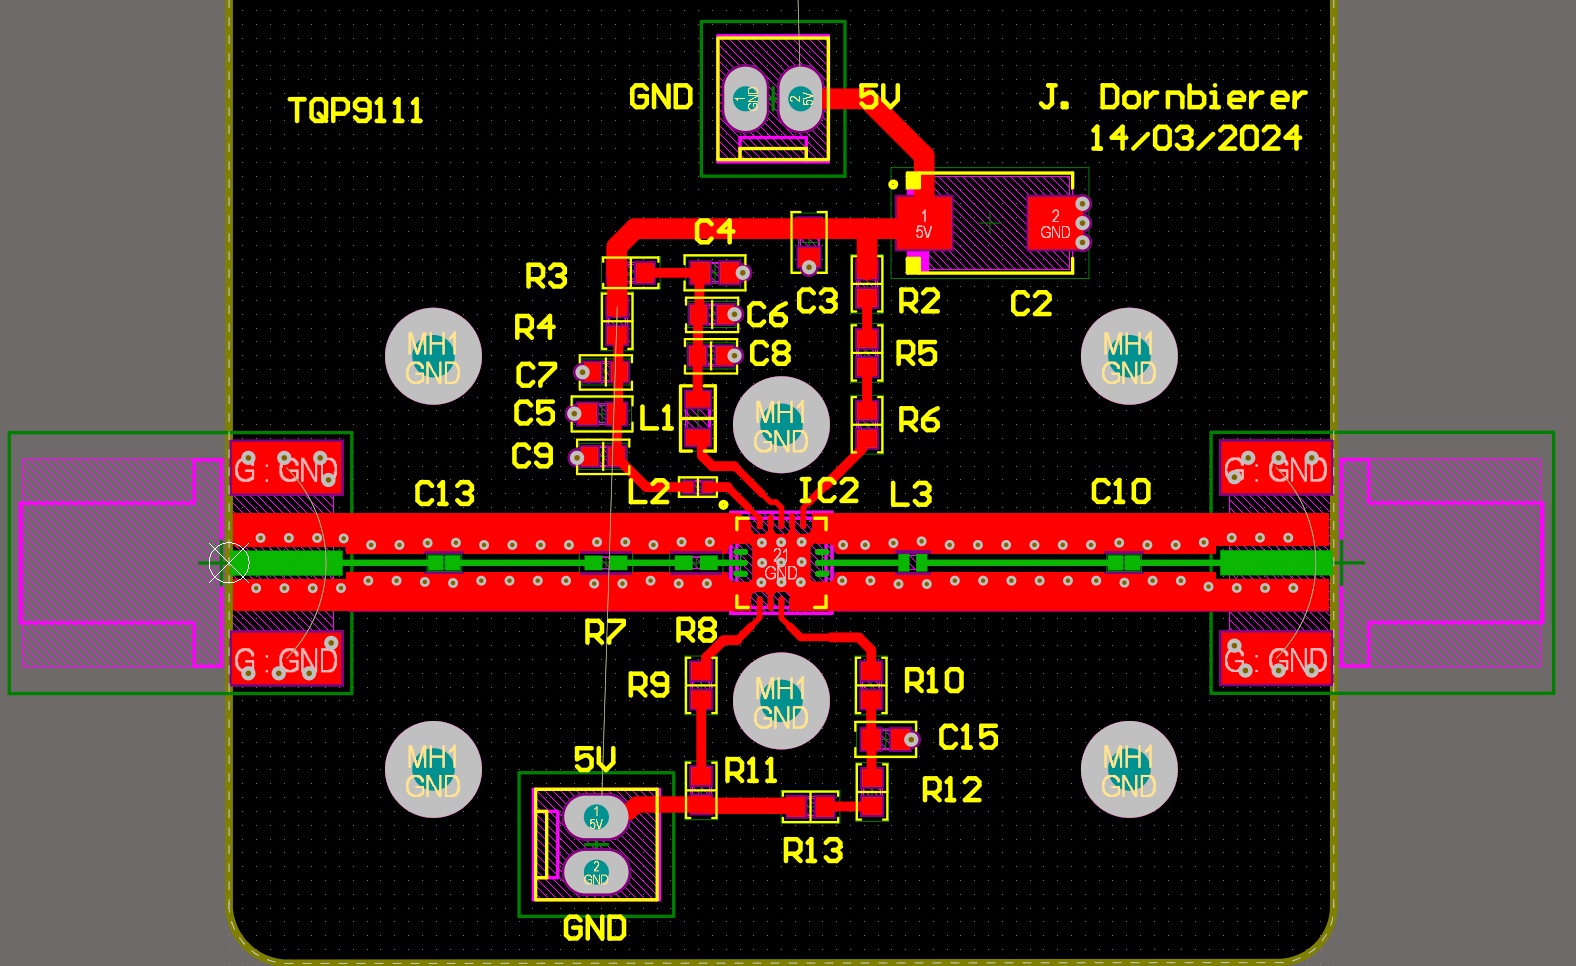 TQP9111
GND
1
GND
2
5V
5V
J. Dornbierer
14/03/2024
C4
1
5V
2
GND
R3
C3
R2
C2
R4
C6
MH1
GND
MH1
GND
C7
C8
R5
C5
L1
MH1
GND
R6
C9
G : GND
G : GND
C13
L2
IC2
L3
C10
21
GND
R7
R8
G : GND
G : GND
R9
MH1
GND
R10
C15
5V
R11
MH1
GND
MH1
GND
R12
1
5V
R13
2
GND
GND